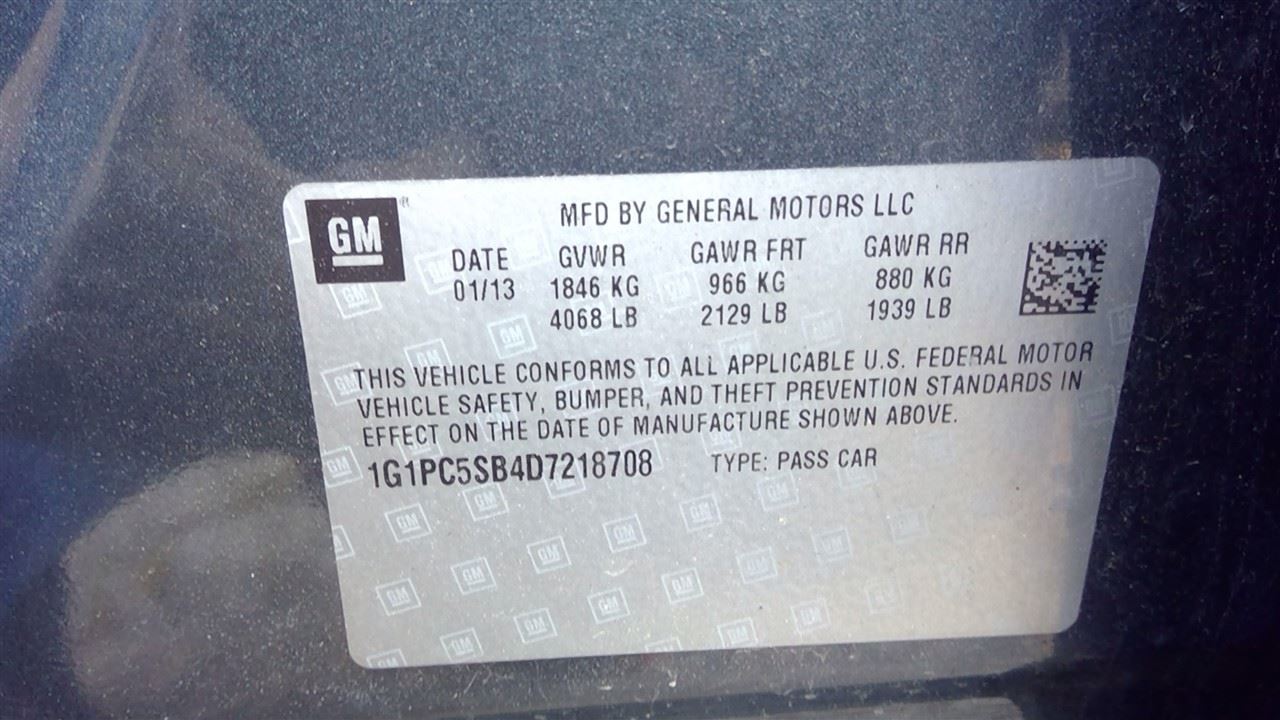 GM®
MFD BY GENERAL MOTORS LLC
DATE GVWR GAWR FRT GAWR RR
01/13 1846 KG 966 KG 880 KG
4068 LB 2129 LB 1939 LB
THIS VEHICLE CONFORMS TO ALL APPLICABLE U.S. FEDERAL MOTOR
VEHICLE SAFETY, BUMPER, AND THEFT PREVENTION STANDARDS IN
EFFECT ON THE DATE OF MANUFACTURE SHOWN ABOVE.
1G1PC5SB4D7218708 TYPE: PASS CAR